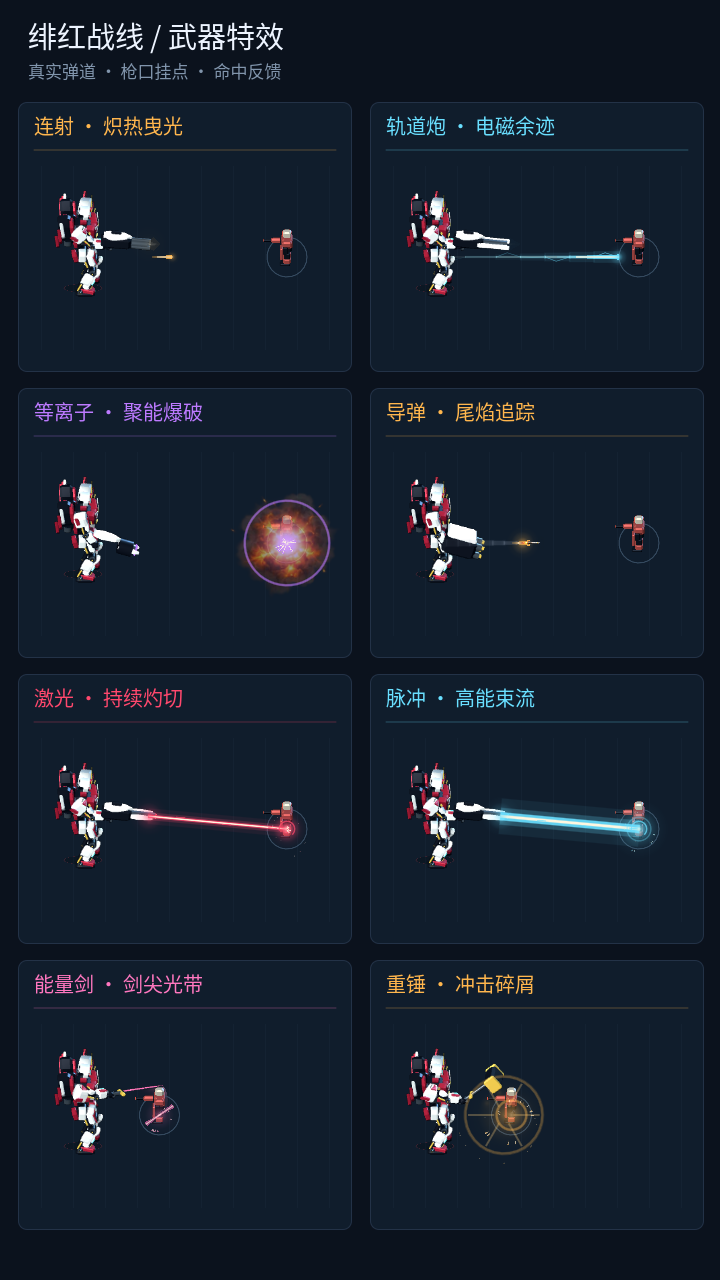 绯红战线 / 武器特效
真实弹道 • 枪口挂点 • 命中反馈
连射 • 炽热曳光
轨道炮 • 电磁余迹
等离子 • 聚能爆破
导弹 • 尾焰追踪
激光 • 持续灼切
脉冲 • 高能束流
能量剑 • 剑尖光带
重锤 • 冲击碎屑